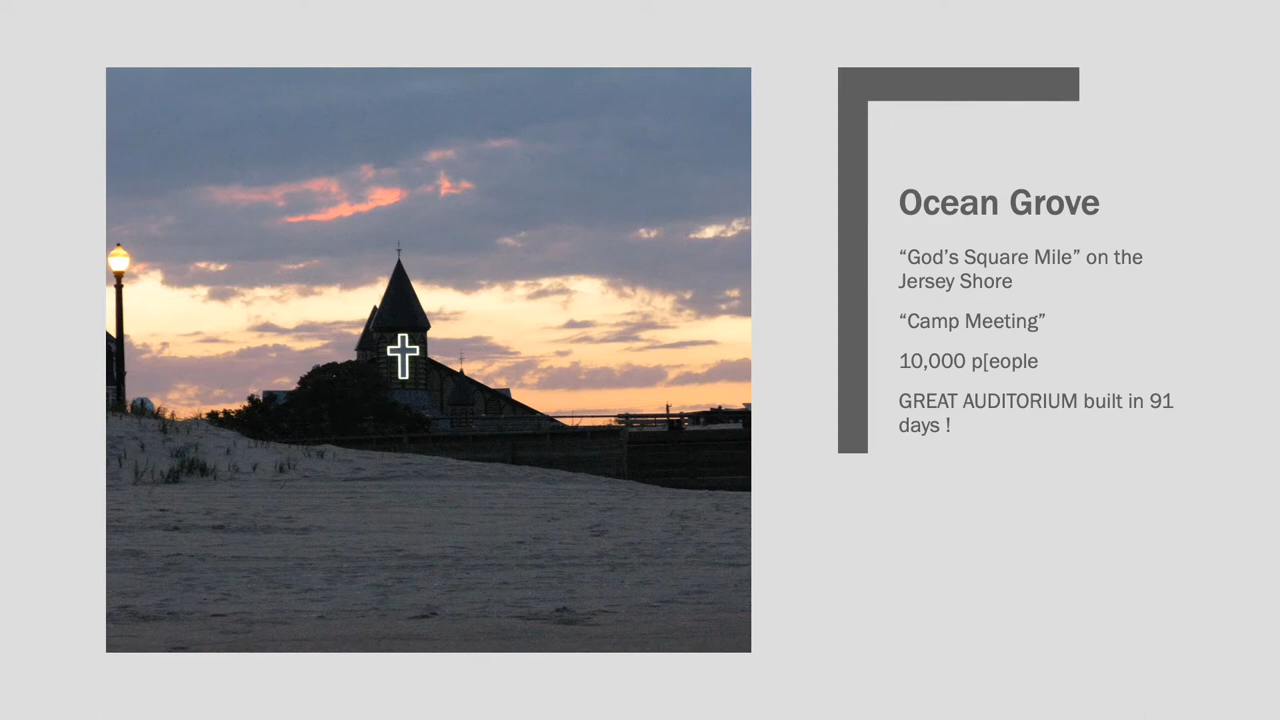 Ocean Grove
“God’s Square Mile” on the
Jersey Shore
“Camp Meeting”
10,000 p[eople
GREAT AUDITORIUM built in 91
days !